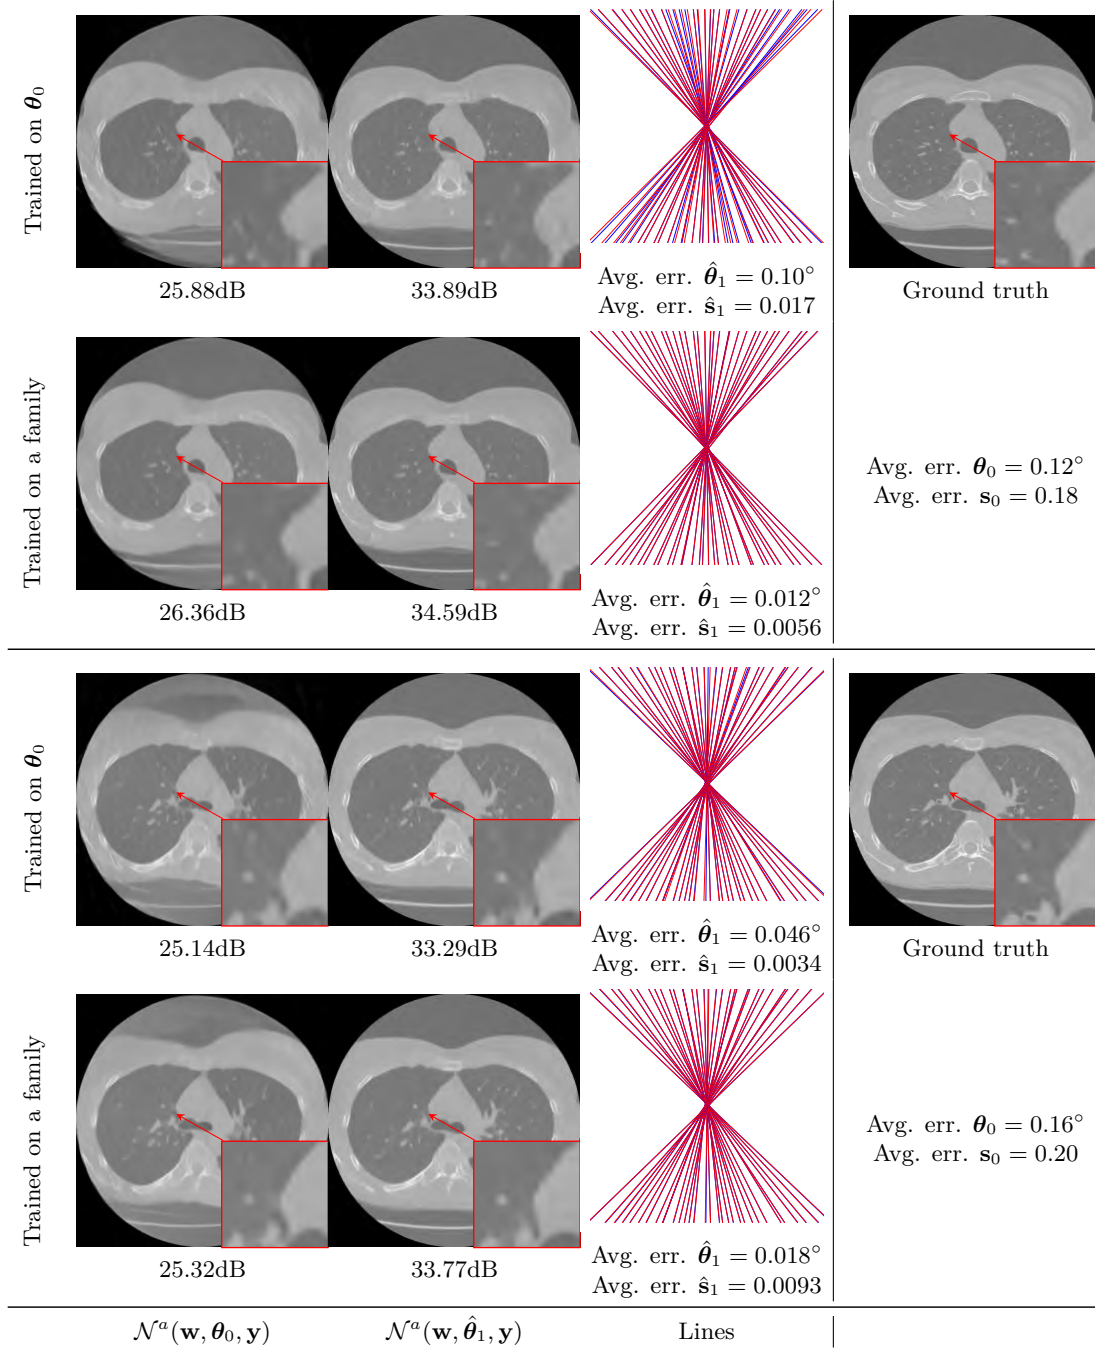 Trained on θ₀
25.88dB
33.89dB
Avg. err. θ̂₁ = 0.10°
Avg. err. ŝ₁ = 0.017
Ground truth
Trained on a family
26.36dB
34.59dB
Avg. err. θ̂₁ = 0.012°
Avg. err. ŝ₁ = 0.0056
Avg. err. θ₀ = 0.12°
Avg. err. s₀ = 0.18
Trained on θ₀
25.14dB
33.29dB
Avg. err. θ̂₁ = 0.046°
Avg. err. ŝ₁ = 0.0034
Ground truth
Trained on a family
25.32dB
33.77dB
Avg. err. θ̂₁ = 0.018°
Avg. err. ŝ₁ = 0.0093
Avg. err. θ₀ = 0.16°
Avg. err. s₀ = 0.20
𝒩ᵃ(w, θ₀, y)
𝒩ᵃ(w, θ̂₁, y)
Lines